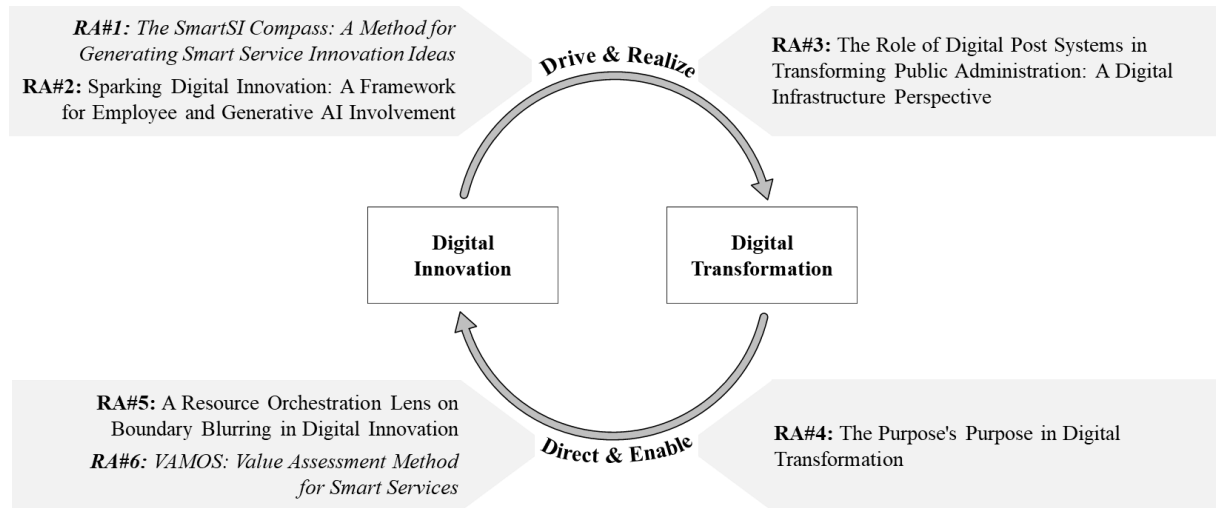 RA#1: The SmartSI Compass: A Method for
Generating Smart Service Innovation Ideas
RA#2: Sparking Digital Innovation: A Framework
for Employee and Generative AI Involvement
Drive & Realize
RA#3: The Role of Digital Post Systems in
Transforming Public Administration: A Digital
Infrastructure Perspective
Digital
Innovation
Digital
Transformation
RA#5: A Resource Orchestration Lens on
Boundary Blurring in Digital Innovation
RA#6: VAMOS: Value Assessment Method
for Smart Services
Direct & Enable
RA#4: The Purpose's Purpose in Digital
Transformation